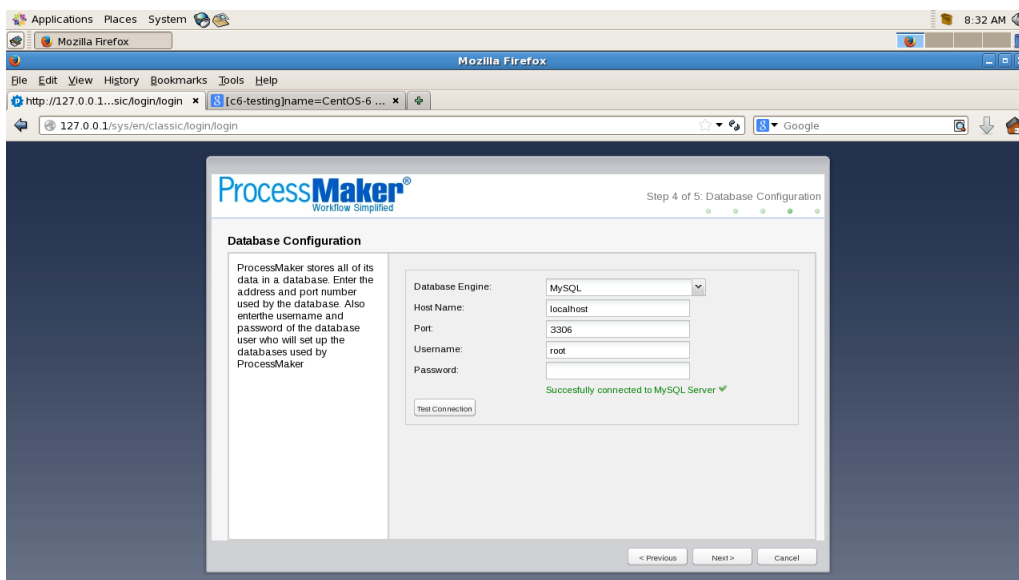 Applications Places System 8:32 AM
Mozilla Firefox
Mozilla Firefox
File Edit View History Bookmarks Tools Help
http://127.0.0.1...sic/login/login × 8 [c6-testing]name=CentOS-6 ... ×
127.0.0.1/sys/en/classic/login/login 8 Google
ProcessMaker®
Workflow Simplified
Step 4 of 5: Database Configuration
Database Configuration
ProcessMaker stores all of its
data in a database. Enter the
address and port number
used by the database. Also
enterthe username and
password of the database
user who will set up the
databases used by
ProcessMaker
Database Engine: MySQL
Host Name: localhost
Port: 3306
Username: root
Password:
Succesfully connected to MySQL Server
Test Connection
< Previous Next > Cancel